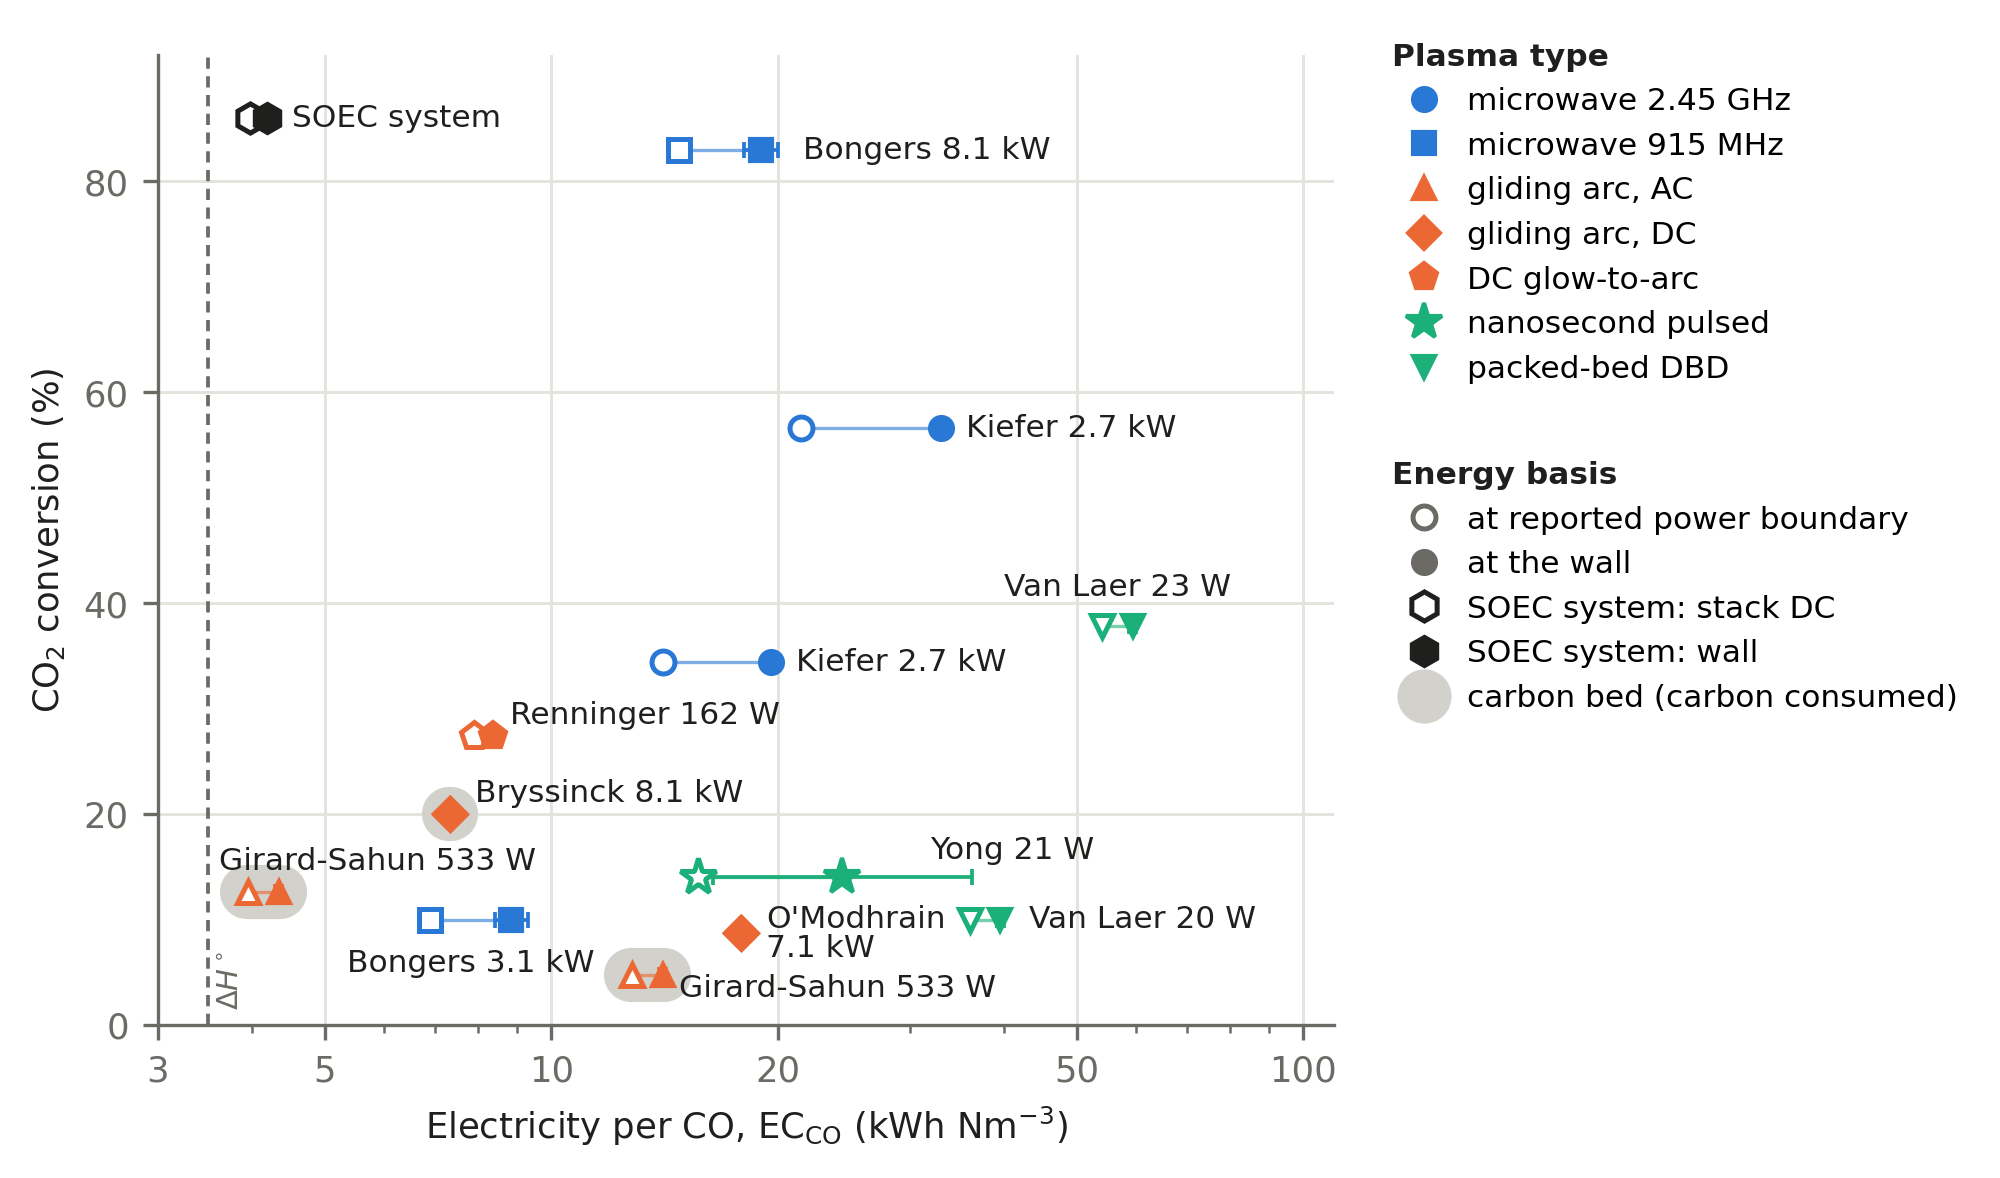 SOEC system
Bongers 8.1 kW
Kiefer 2.7 kW
Van Laer 23 W
Kiefer 2.7 kW
Renninger 162 W
Bryssinck 8.1 kW
Girard-Sahun 533 W
Yong 21 W
O'Modhrain
7.1 kW
Van Laer 20 W
Bongers 3.1 kW
Girard-Sahun 533 W
ΔH°
80
60
40
20
0
3
5
10
20
50
100
CO₂ conversion (%)
Electricity per CO, EC_CO (kWh Nm⁻³)
Plasma type
microwave 2.45 GHz
microwave 915 MHz
gliding arc, AC
gliding arc, DC
DC glow-to-arc
nanosecond pulsed
packed-bed DBD
Energy basis
at reported power boundary
at the wall
SOEC system: stack DC
SOEC system: wall
carbon bed (carbon consumed)